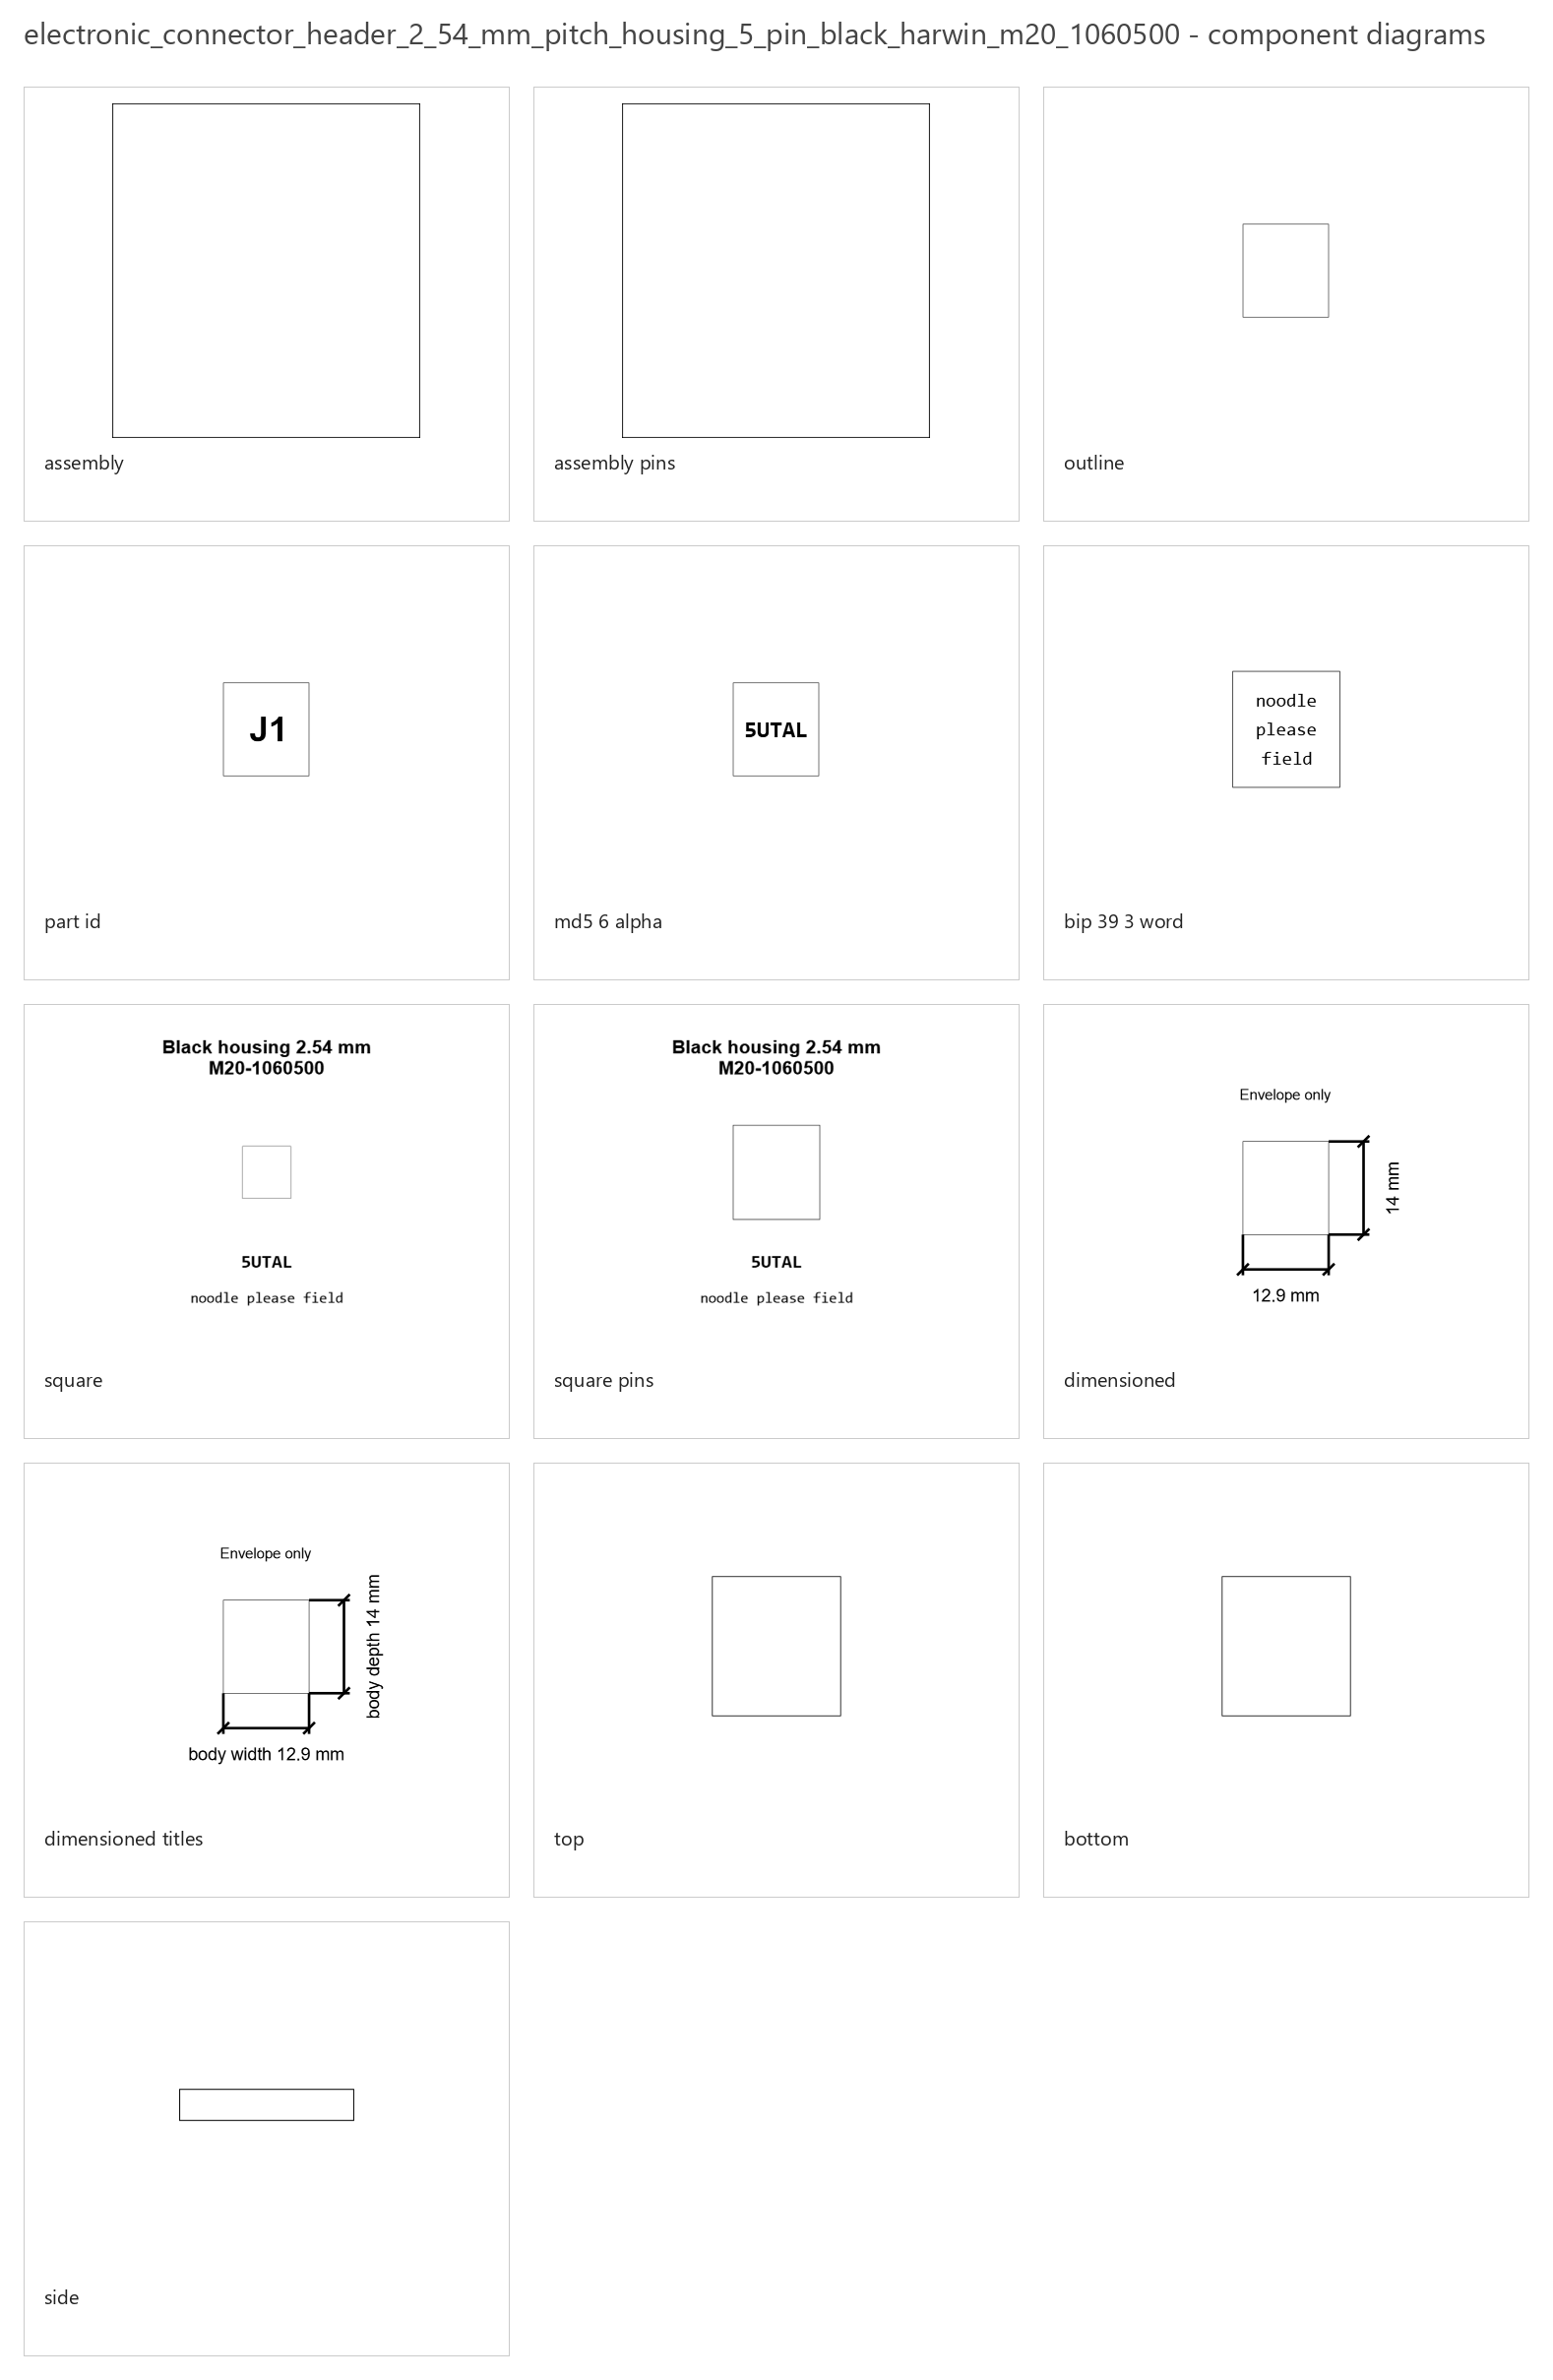 electronic_connector_header_2_54_mm_pitch_housing_5_pin_black_harwin_m20_1060500 - component diagrams
assembly
assembly pins
outline
J1
part id
5UTAL
md5 6 alpha
noodle
please
field
bip 39 3 word
Black housing 2.54 mm
M20-1060500
5UTAL
noodle please field
square
Black housing 2.54 mm
M20-1060500
5UTAL
noodle please field
square pins
Envelope only
14 mm
12.9 mm
dimensioned
Envelope only
body depth 14 mm
body width 12.9 mm
dimensioned titles
top
bottom
side